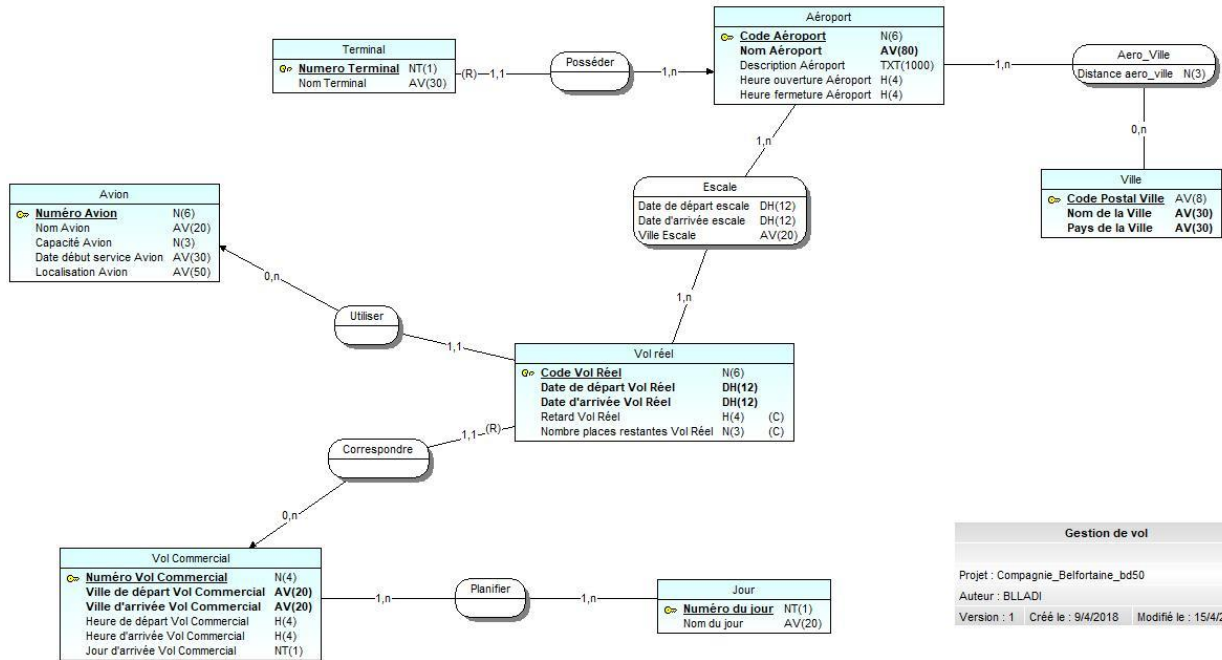 Terminal
Numero Terminal NT(1)
Nom Terminal AV(30)
(R) 1,1
Posséder
1,n
Aéroport
Code Aéroport N(6)
Nom Aéroport AV(80)
Description Aéroport TXT(1000)
Heure ouverture Aéroport H(4)
Heure fermeture Aéroport H(4)
1,n
Aero_Ville
Distance aero_ville N(3)
0,n
Ville
Code Postal Ville AV(8)
Nom de la Ville AV(30)
Pays de la Ville AV(30)
1,n
Escale
Date de départ escale DH(12)
Date d'arrivée escale DH(12)
Ville Escale AV(20)
1,n
Avion
Numéro Avion N(6)
Nom Avion AV(20)
Capacité Avion N(3)
Date début service Avion AV(30)
Localisation Avion AV(50)
0,n
Utiliser
1,1
Vol réel
Code Vol Réel N(6)
Date de départ Vol Réel DH(12)
Date d'arrivée Vol Réel DH(12)
Retard Vol Réel H(4) (C)
Nombre places restantes Vol Réel N(3) (C)
1,1 (R)
Correspondre
0,n
Vol Commercial
Numéro Vol Commercial N(4)
Ville de départ Vol Commercial AV(20)
Ville d'arrivée Vol Commercial AV(20)
Heure de départ Vol Commercial H(4)
Heure d'arrivée Vol Commercial H(4)
Jour d'arrivée Vol Commercial NT(1)
1,n
Planifier
1,n
Jour
Numéro du jour NT(1)
Nom du jour AV(20)
Gestion de vol
Projet : Compagnie_Belfortaine_bd50
Auteur : BLLADI
Version : 1 Créé le : 9/4/2018 Modifié le : 15/4/2